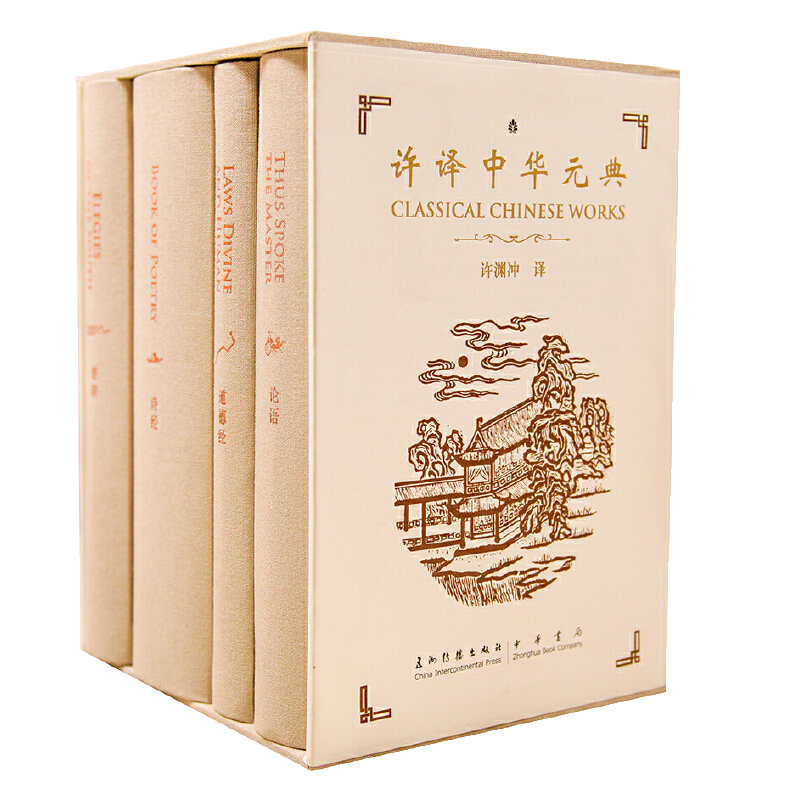 ELEGIES
BOOK OF POETRY
诗经
LAWS DIVINE
AND HUMAN
道德经
THUS SPOKE
THE MASTER
论语
许译中华元典
CLASSICAL CHINESE WORKS
许渊冲 译
五洲传播出版社
China Intercontinental Press
中华书局
Zhonghua Book Company